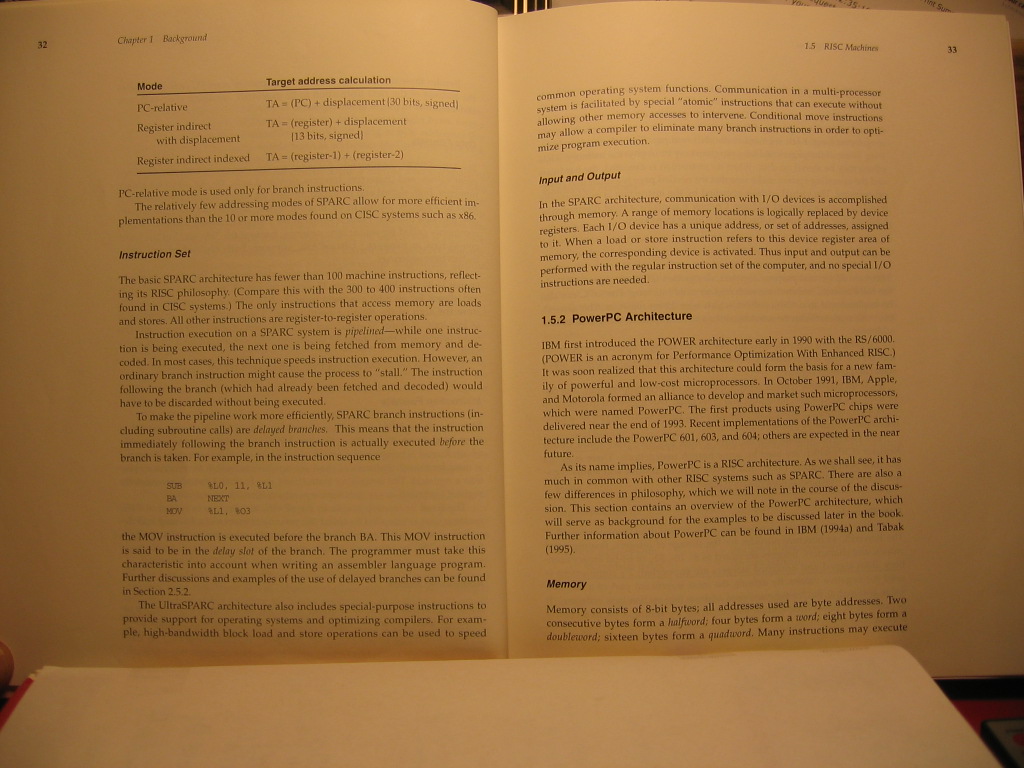 32
Chapter 1 Background
Mode Target address calculation
PC-relative TA = (PC) + displacement {30 bits, signed}
Register indirect TA = (register) + displacement
with displacement {13 bits, signed}
Register indirect indexed TA = (register-1) + (register-2)
PC-relative mode is used only for branch instructions.
The relatively few addressing modes of SPARC allow for more efficient im-
plementations than the 10 or more modes found on CISC systems such as x86.
Instruction Set
The basic SPARC architecture has fewer than 100 machine instructions, reflect-
ing its RISC philosophy. (Compare this with the 300 to 400 instructions often
found in CISC systems.) The only instructions that access memory are loads
and stores. All other instructions are register-to-register operations.
Instruction execution on a SPARC system is pipelined—while one instruc-
tion is being executed, the next one is being fetched from memory and de-
coded. In most cases, this technique speeds instruction execution. However, an
ordinary branch instruction might cause the process to "stall." The instruction
following the branch (which had already been fetched and decoded) would
have to be discarded without being executed.
To make the pipeline work more efficiently, SPARC branch instructions (in-
cluding subroutine calls) are delayed branches. This means that the instruction
immediately following the branch instruction is actually executed before the
branch is taken. For example, in the instruction sequence
SUB %L0, 11, %L1
BA NEXT
MOV %L1, %O3
the MOV instruction is executed before the branch BA. This MOV instruction
is said to be in the delay slot of the branch. The programmer must take this
characteristic into account when writing an assembler language program.
Further discussions and examples of the use of delayed branches can be found
in Section 2.5.2.
The UltraSPARC architecture also includes special-purpose instructions to
provide support for operating systems and optimizing compilers. For exam-
ple, high-bandwidth block load and store operations can be used to speed
1.5 RISC Machines
33
common operating system functions. Communication in a multi-processor
system is facilitated by special "atomic" instructions that can execute without
allowing other memory accesses to intervene. Conditional move instructions
may allow a compiler to eliminate many branch instructions in order to opti-
mize program execution.
Input and Output
In the SPARC architecture, communication with I/O devices is accomplished
through memory. A range of memory locations is logically replaced by device
registers. Each I/O device has a unique address, or set of addresses, assigned
to it. When a load or store instruction refers to this device register area of
memory, the corresponding device is activated. Thus input and output can be
performed with the regular instruction set of the computer, and no special I/O
instructions are needed.
1.5.2 PowerPC Architecture
IBM first introduced the POWER architecture early in 1990 with the RS/6000.
(POWER is an acronym for Performance Optimization With Enhanced RISC.)
It was soon realized that this architecture could form the basis for a new fam-
ily of powerful and low-cost microprocessors. In October 1991, IBM, Apple,
and Motorola formed an alliance to develop and market such microprocessors,
which were named PowerPC. The first products using PowerPC chips were
delivered near the end of 1993. Recent implementations of the PowerPC archi-
tecture include the PowerPC 601, 603, and 604; others are expected in the near
future.
As its name implies, PowerPC is a RISC architecture. As we shall see, it has
much in common with other RISC systems such as SPARC. There are also a
few differences in philosophy, which we will note in the course of the discus-
sion. This section contains an overview of the PowerPC architecture, which
will serve as background for the examples to be discussed later in the book.
Further information about PowerPC can be found in IBM (1994a) and Tabak
(1995).
Memory
Memory consists of 8-bit bytes; all addresses used are byte addresses. Two
consecutive bytes form a halfword; four bytes form a word; eight bytes form a
doubleword; sixteen bytes form a quadword. Many instructions may execute